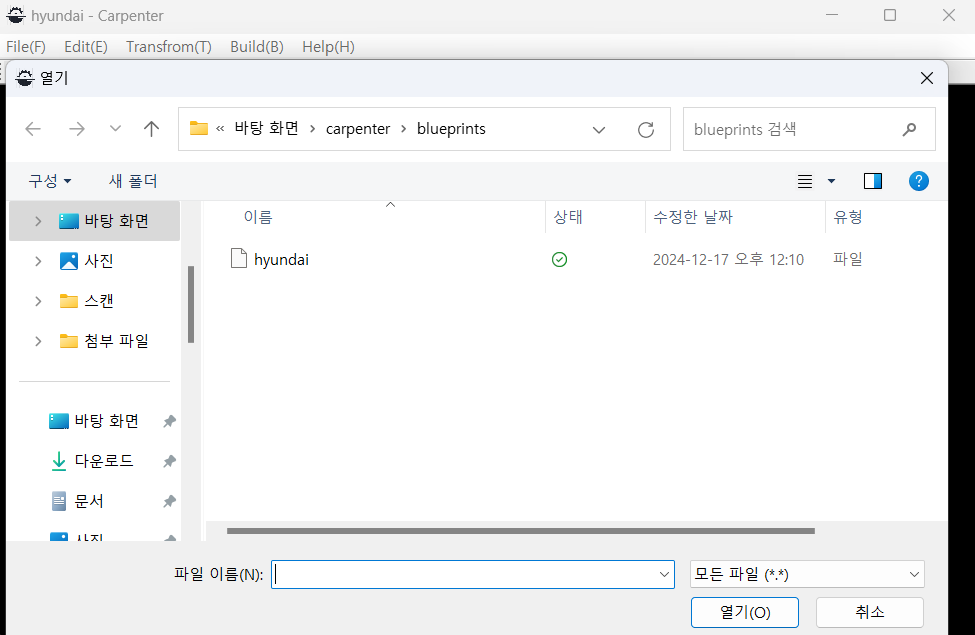 hyundai - Carpenter
File(F) Edit(E) Transfrom(T) Build(B) Help(H)
열기
« 바탕 화면 › carpenter › blueprints
blueprints 검색
구성 새 폴더
이름 상태 수정한 날짜 유형
hyundai 2024-12-17 오후 12:10 파일
바탕 화면
사진
스캔
첨부 파일
바탕 화면
다운로드
문서
사진
파일 이름(N):
모든 파일 (*.*)
열기(O) 취소